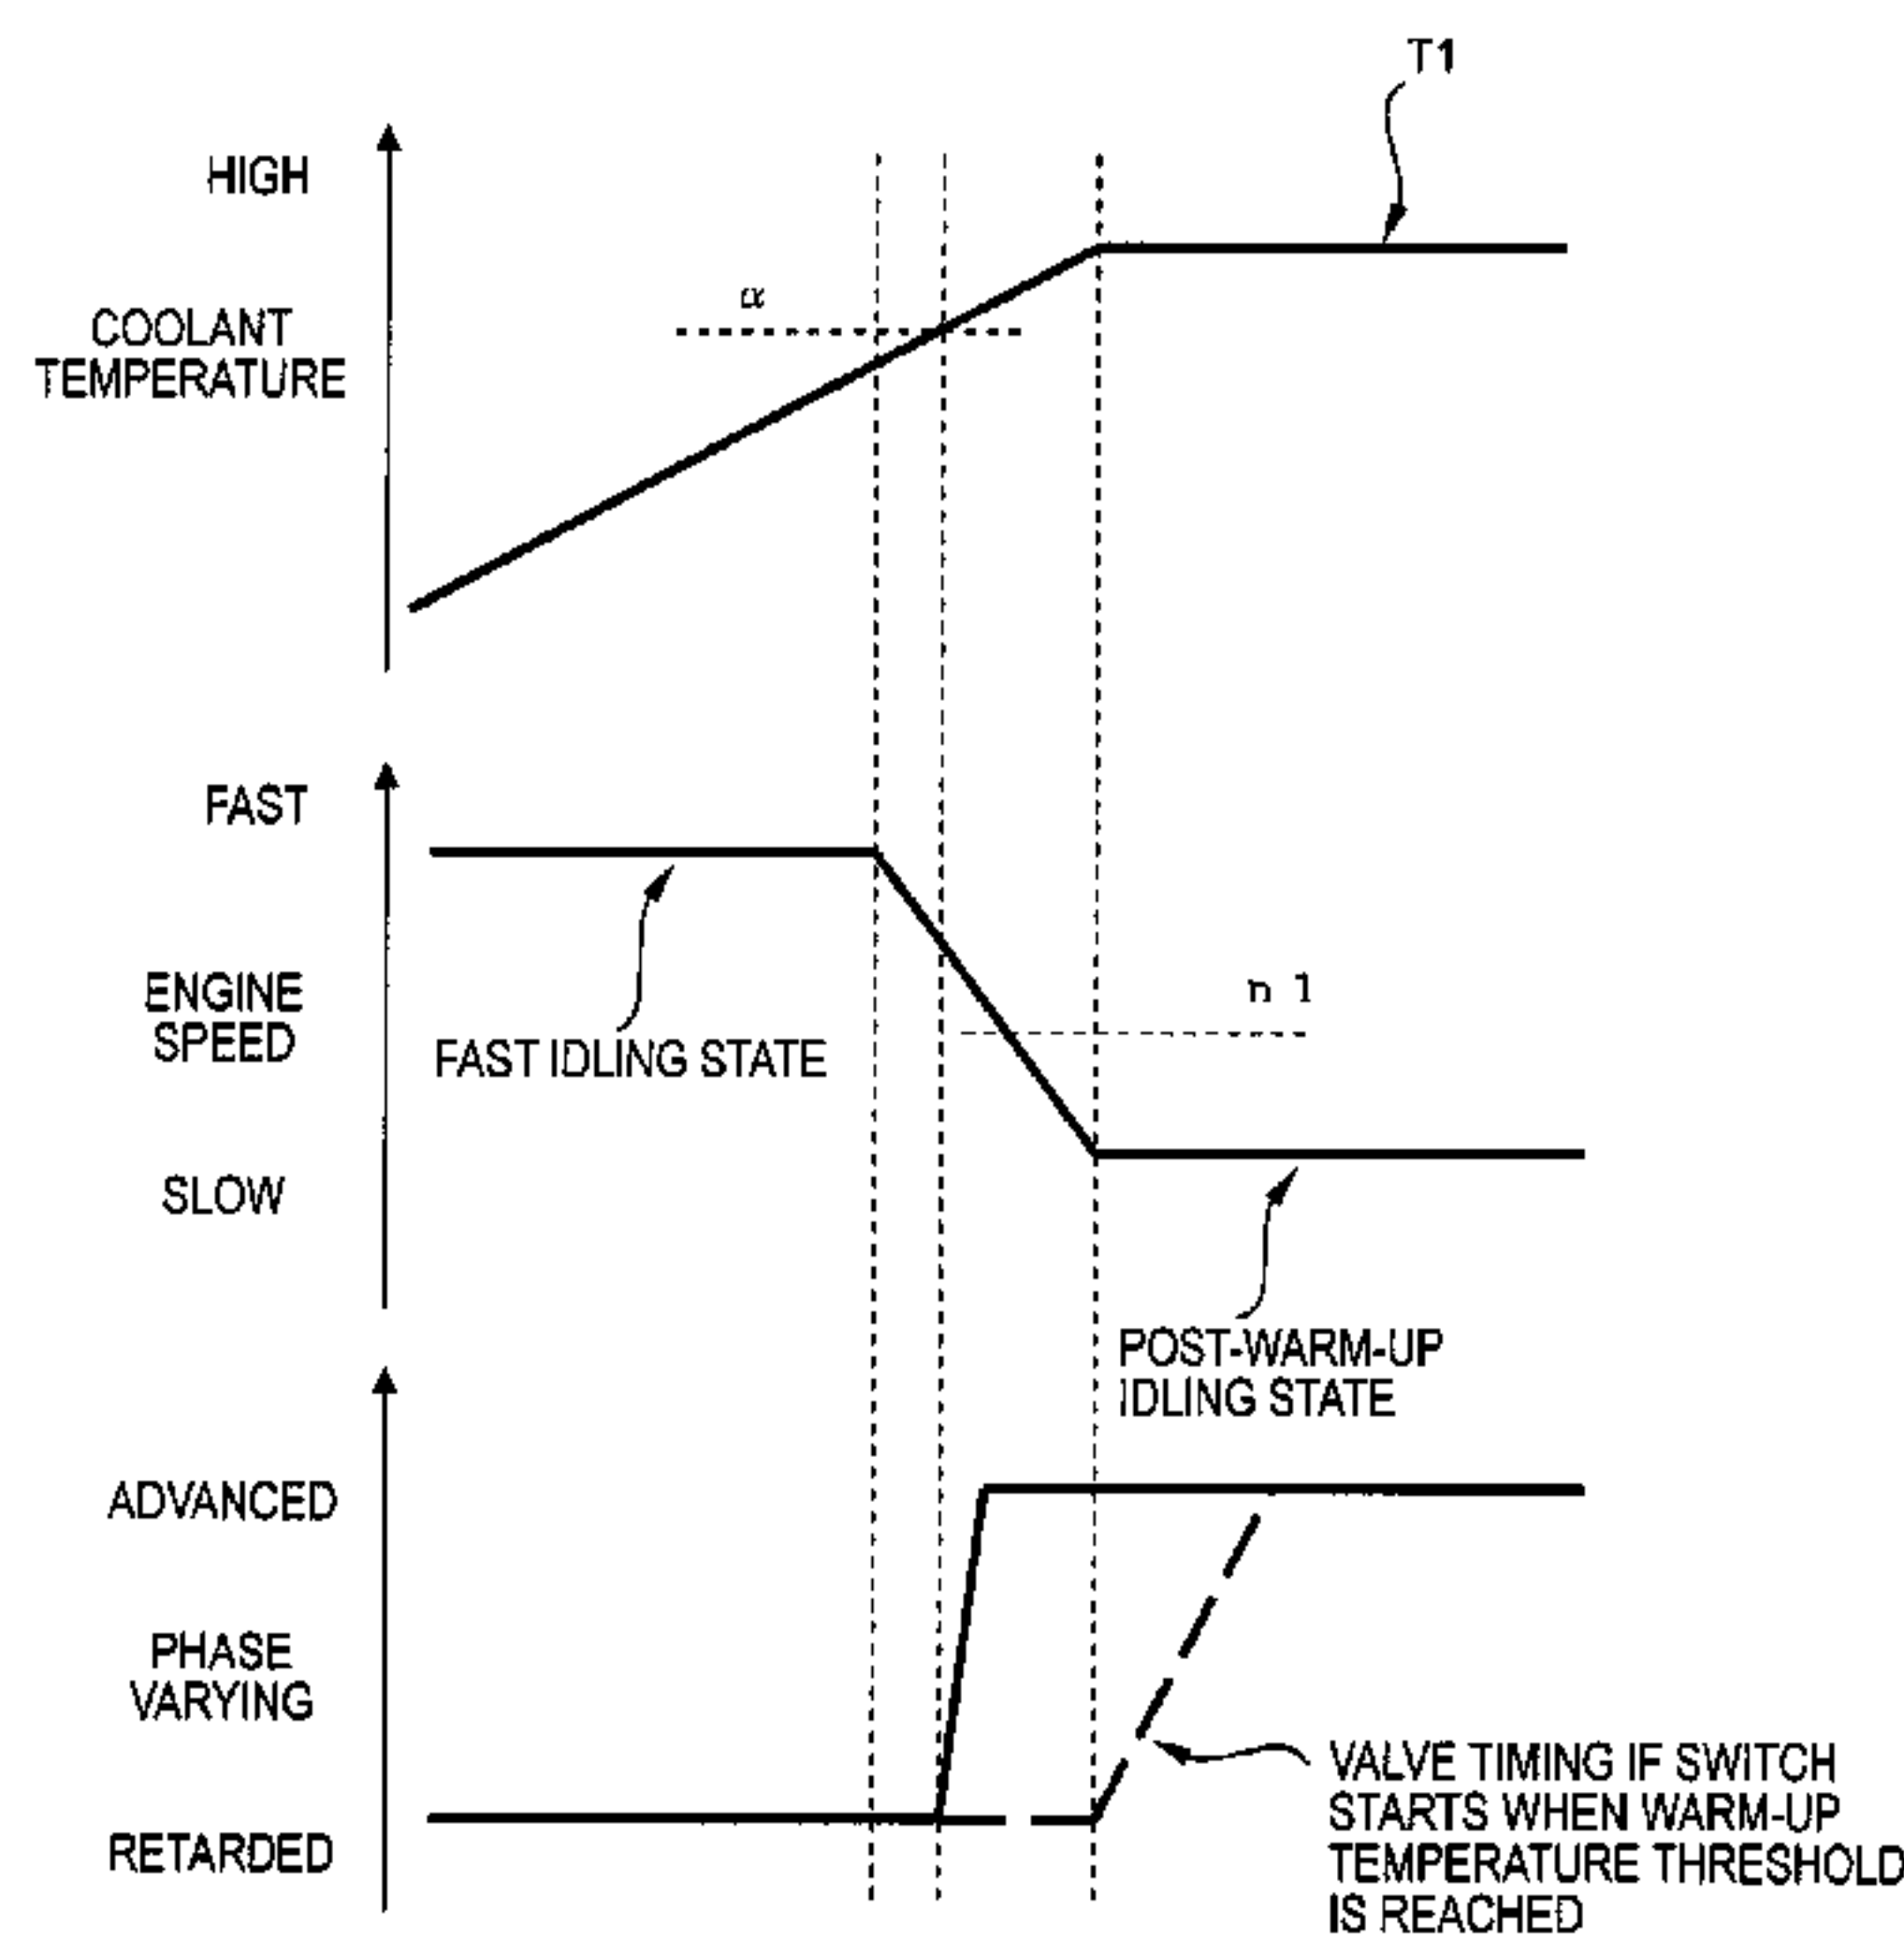 T1
HIGH
α
COOLANT
TEMPERATURE
FAST
ENGINE
SPEED
n 1
FAST IDLING STATE
SLOW
POST-WARM-UP
IDLING STATE
ADVANCED
PHASE
VARYING
VALVE TIMING IF SWITCH
STARTS WHEN WARM-UP
TEMPERATURE THRESHOLD
IS REACHED
RETARDED